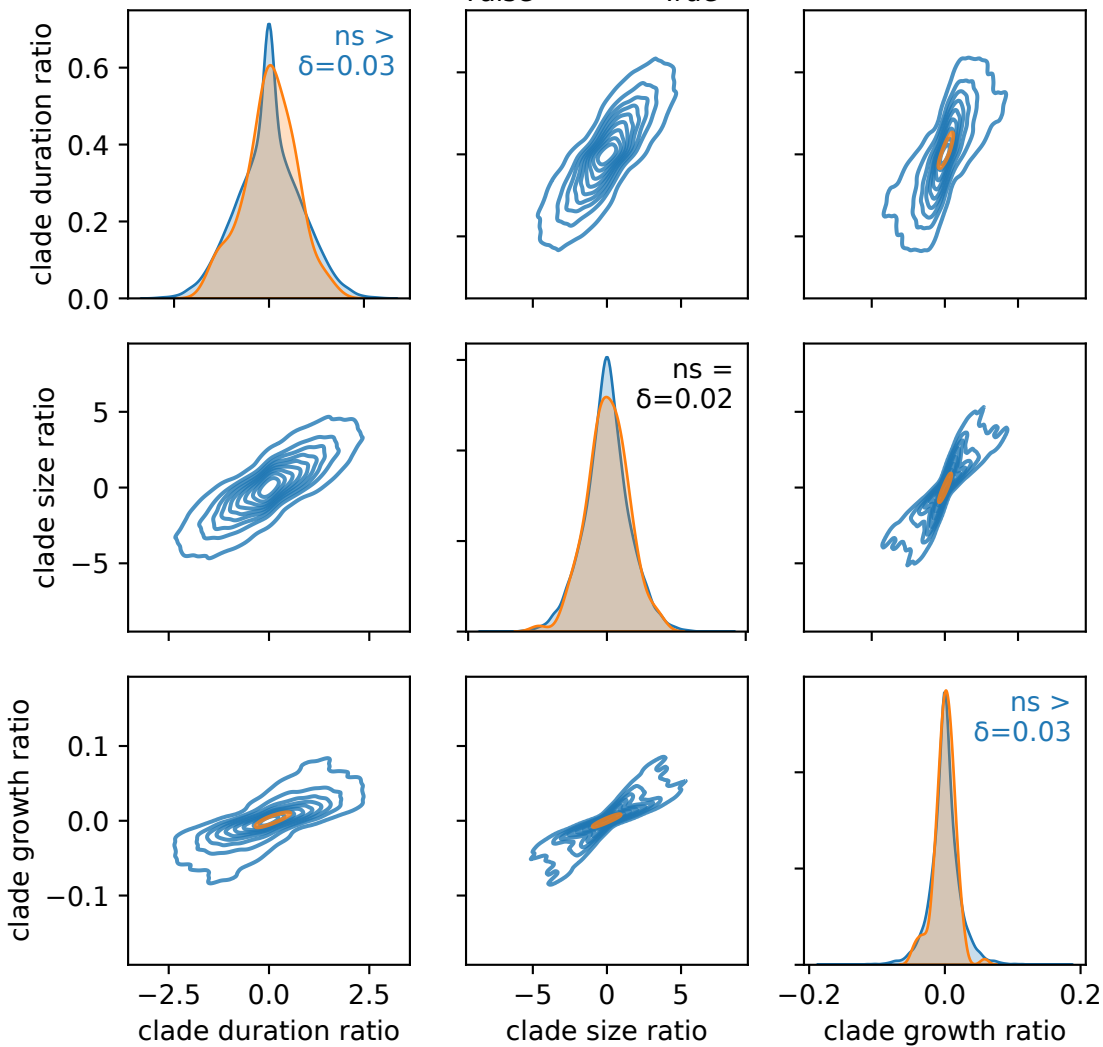 ns >
δ=0.03
clade duration ratio
0.6
0.4
0.2
0.0
ns =
δ=0.02
clade size ratio
5
0
−5
ns >
δ=0.03
clade growth ratio
0.1
0.0
−0.1
−2.5 0.0 2.5
−5 0 5
−0.2 0.0 0.2
clade duration ratio
clade size ratio
clade growth ratio